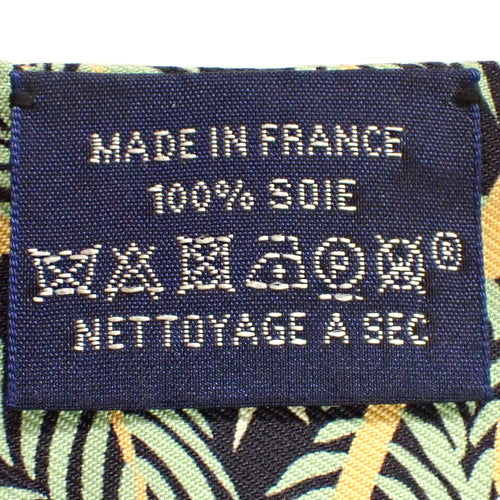 MADE IN FRANCE
100% SOIE
P W®
NETTOYAGE A SEC